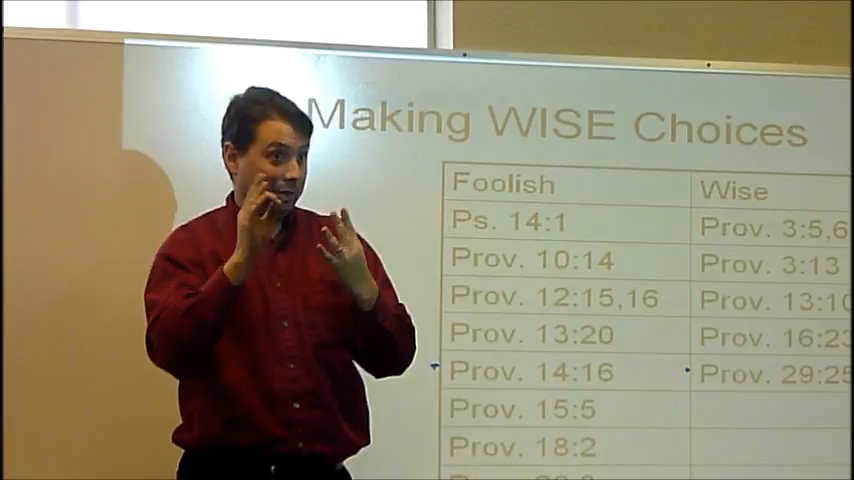 Making WISE Choices
Foolish Wise
Ps. 14:1 Prov. 3:5,6
Prov. 10:14 Prov. 3:13
Prov. 12:15,16 Prov. 13:10
Prov. 13:20 Prov. 16:23
Prov. 14:16 Prov. 29:25
Prov. 15:5
Prov. 18:2